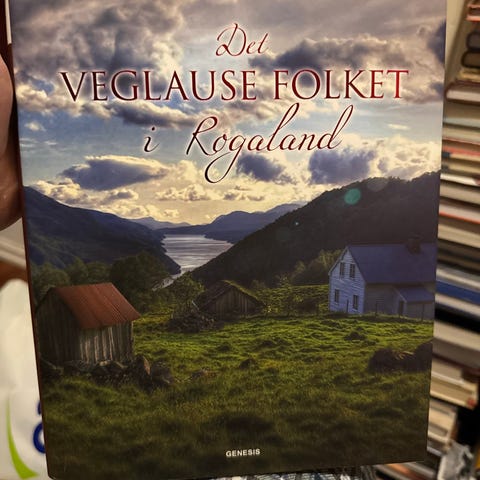 Det
VEGLAUSE FOLKET
i Rogaland
GENESIS